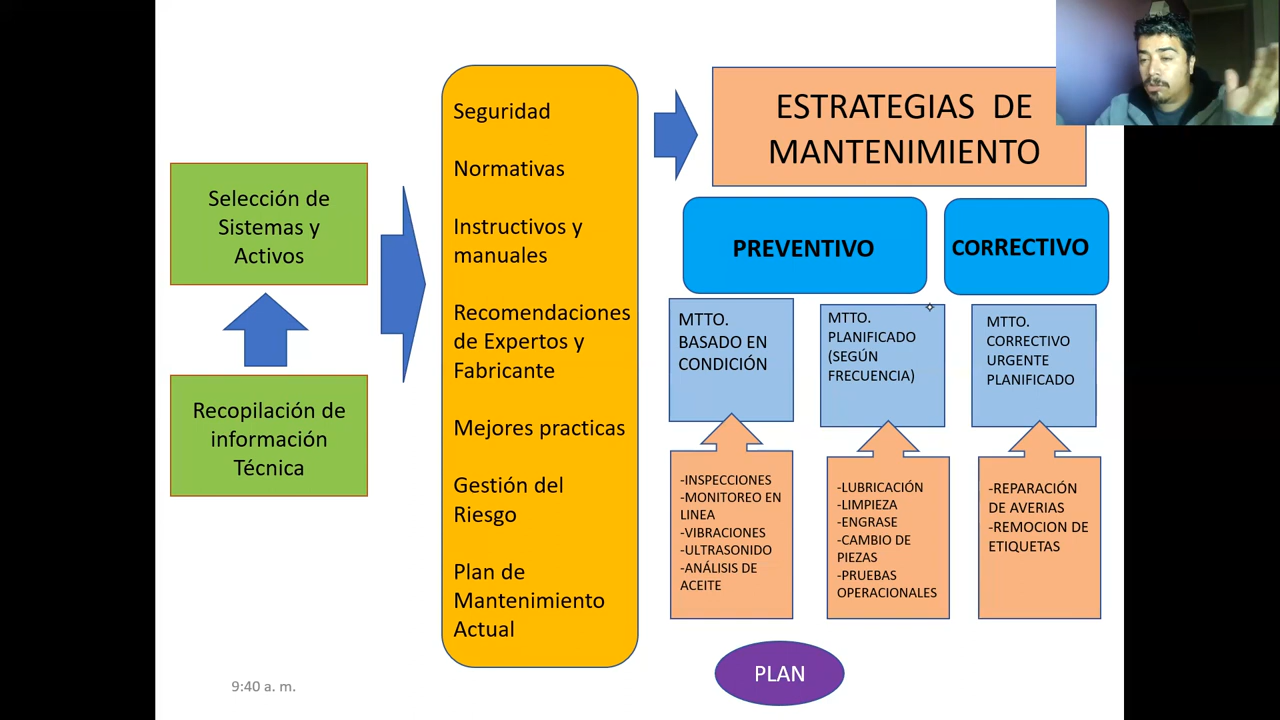 Selección de
Sistemas y
Activos
Recopilación de
información
Técnica
Seguridad
Normativas
Instructivos y
manuales
Recomendaciones
de Expertos y
Fabricante
Mejores practicas
Gestión del
Riesgo
Plan de
Mantenimiento
Actual
ESTRATEGIAS DE
MANTENIMIENTO
PREVENTIVO
CORRECTIVO
MTTO.
BASADO EN
CONDICIÓN
MTTO.
PLANIFICADO
(SEGÚN
FRECUENCIA)
MTTO.
CORRECTIVO
URGENTE
PLANIFICADO
-INSPECCIONES
-MONITOREO EN
LINEA
-VIBRACIONES
-ULTRASONIDO
-ANÁLISIS DE
ACEITE
-LUBRICACIÓN
-LIMPIEZA
-ENGRASE
-CAMBIO DE
PIEZAS
-PRUEBAS
OPERACIONALES
-REPARACIÓN
DE AVERIAS
-REMOCION DE
ETIQUETAS
PLAN
9:40 a. m.